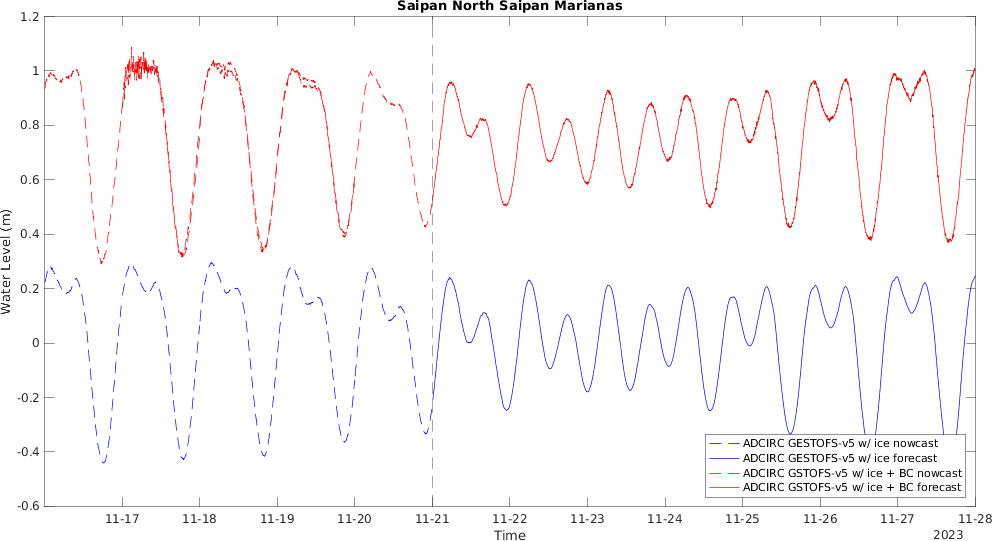 Saipan North Saipan Marianas
1.2
1
0.8
0.6
0.4
0.2
0
-0.2
-0.4
-0.6
Water Level (m)
ADCIRC GESTOFS-v5 w/ ice nowcast
ADCIRC GESTOFS-v5 w/ ice forecast
ADCIRC GSTOFS-v5 w/ ice + BC nowcast
ADCIRC GSTOFS-v5 w/ ice + BC forecast
11-17 11-18 11-19 11-20 11-21 11-22 11-23 11-24 11-25 11-26 11-27 11-28
Time
2023